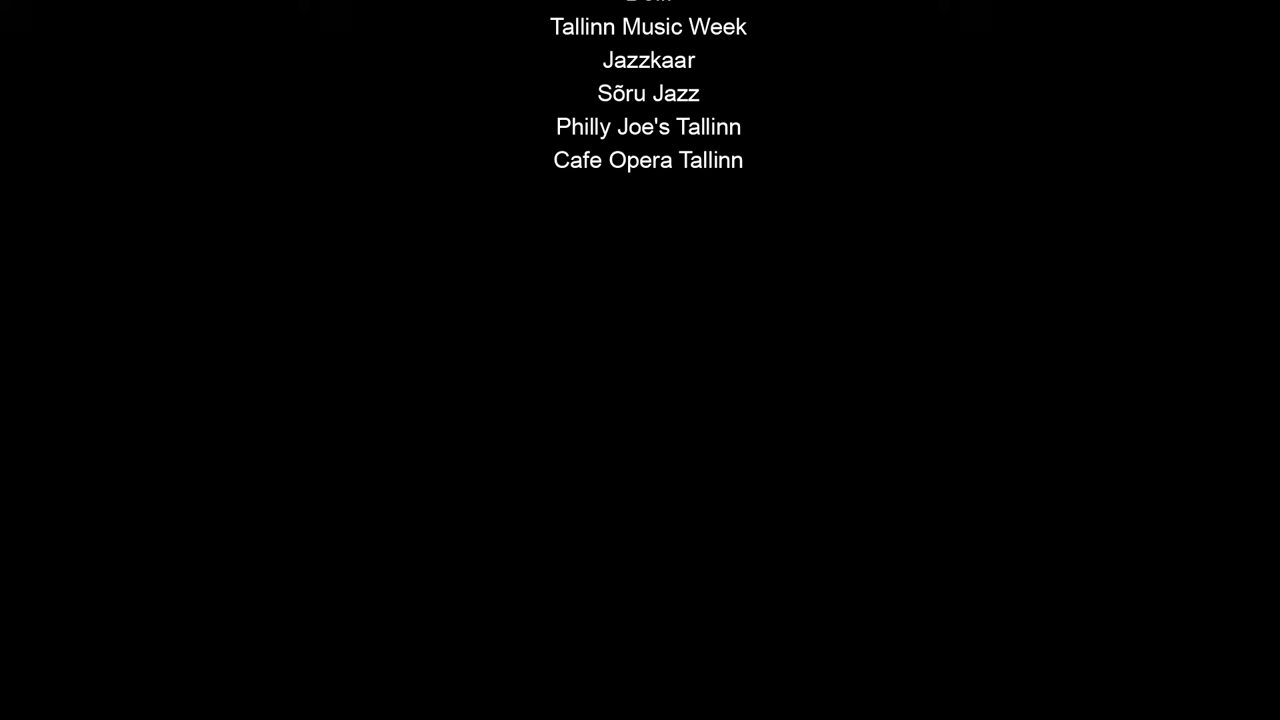 Tallinn Music Week
Jazzkaar
Sõru Jazz
Philly Joe's Tallinn
Cafe Opera Tallinn